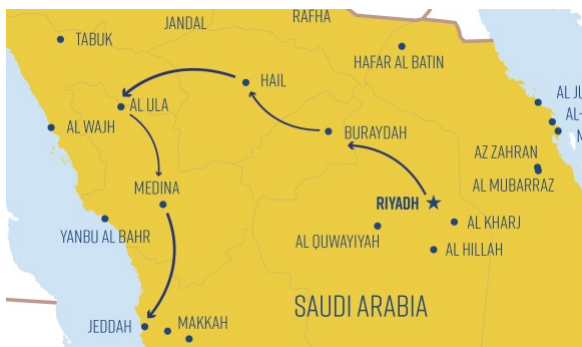 RAFHA
JANDAL
TABUK
HAFAR AL BATIN
HAIL
AL ULA
AL WAJH
BURAYDAH
AZ ZAHRAN
MEDINA
AL MUBARRAZ
RIYADH
YANBU AL BAHR
AL QUWAYIYAH
AL KHARJ
AL HILLAH
SAUDI ARABIA
JEDDAH
MAKKAH